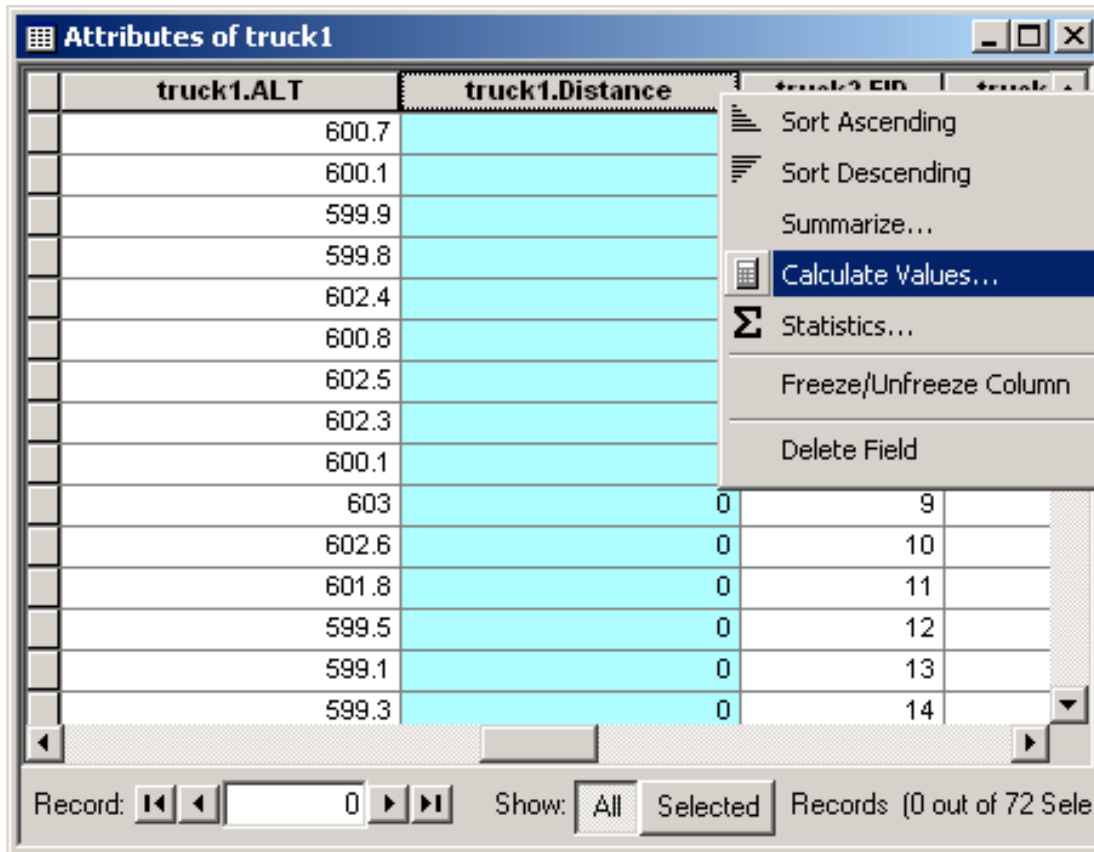 Attributes of truck1
truck1.ALT truck1.Distance truck2.FID truck
600.7 Sort Ascending
600.1 Sort Descending
599.9 Summarize...
599.8 Calculate Values...
602.4
600.8 Statistics...
602.5 Freeze/Unfreeze Column
602.3
600.1 Delete Field
603 0 9
602.6 0 10
601.8 0 11
599.5 0 12
599.1 0 13
599.3 0 14
Record: 0 Show: All Selected Records (0 out of 72 Sele